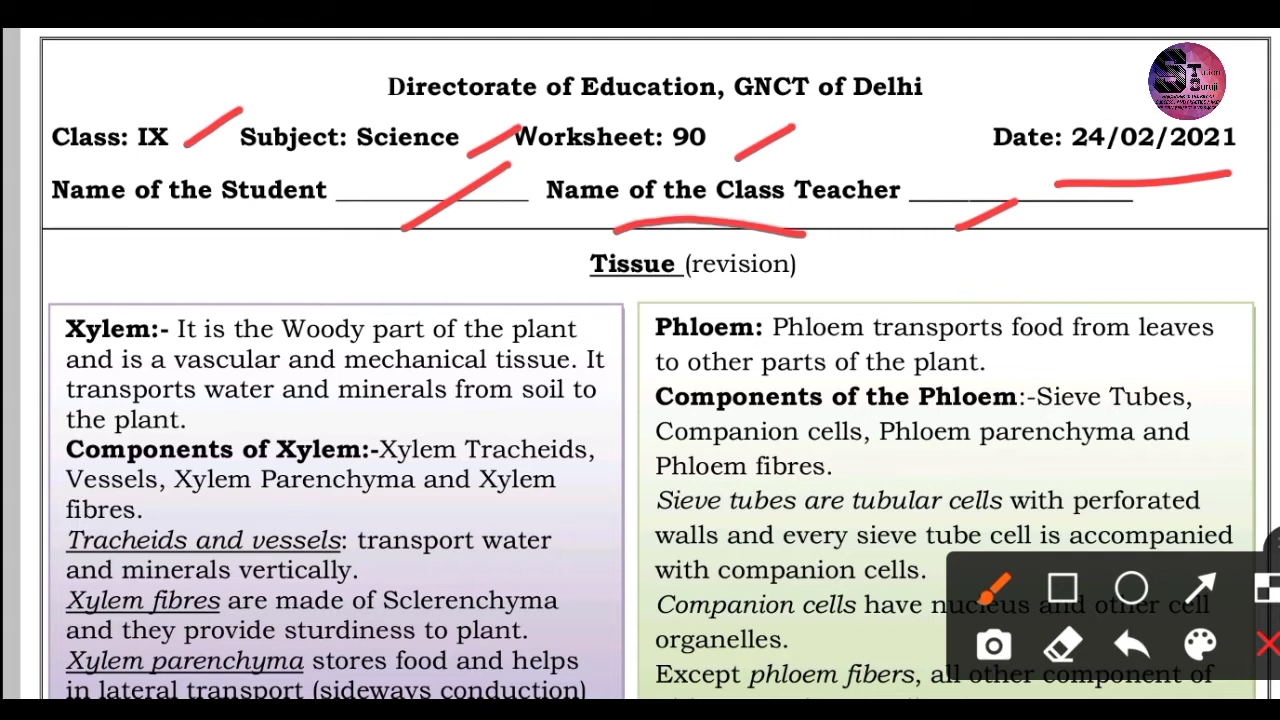 Directorate of Education, GNCT of Delhi
Class: IX Subject: Science Worksheet: 90 Date: 24/02/2021
Name of the Student ______________ Name of the Class Teacher ________________
Tissue (revision)
Xylem:- It is the Woody part of the plant
and is a vascular and mechanical tissue. It
transports water and minerals from soil to
the plant.
Components of Xylem:-Xylem Tracheids,
Vessels, Xylem Parenchyma and Xylem
fibres.
Tracheids and vessels: transport water
and minerals vertically.
Xylem fibres are made of Sclerenchyma
and they provide sturdiness to plant.
Xylem parenchyma stores food and helps
in lateral transport (sideways conduction)
Phloem: Phloem transports food from leaves
to other parts of the plant.
Components of the Phloem:-Sieve Tubes,
Companion cells, Phloem parenchyma and
Phloem fibres.
Sieve tubes are tubular cells with perforated
walls and every sieve tube cell is accompanied
with companion cells.
Companion cells have nucleus and other cell
organelles.
Except phloem fibers, all other component of